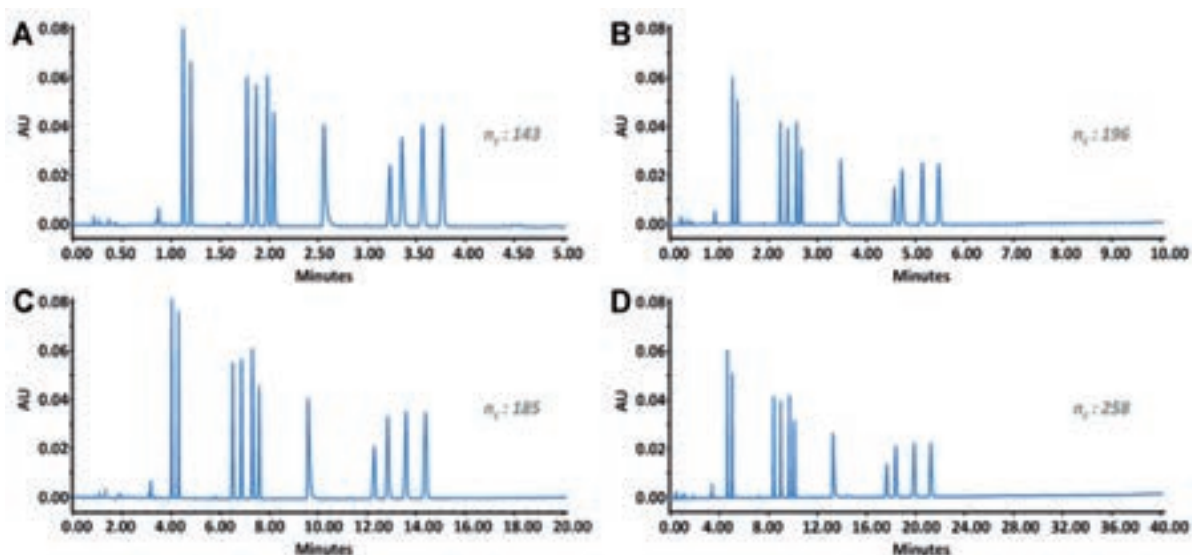 A
0.08
0.06
0.04
0.02
0.00
AU
n_c : 143
0.00 0.50 1.00 1.50 2.00 2.50 3.00 3.50 4.00 4.50 5.00
Minutes
B
0.08
0.06
0.04
0.02
0.00
AU
n_c : 196
0.00 1.00 2.00 3.00 4.00 5.00 6.00 7.00 8.00 9.00 10.00
Minutes
C
0.08
0.06
0.04
0.02
0.00
AU
n_c : 185
0.00 2.00 4.00 6.00 8.00 10.00 12.00 14.00 16.00 18.00 20.00
Minutes
D
0.08
0.06
0.04
0.02
0.00
AU
n_c : 258
0.00 4.00 8.00 12.00 16.00 20.00 24.00 28.00 32.00 36.00 40.00
Minutes